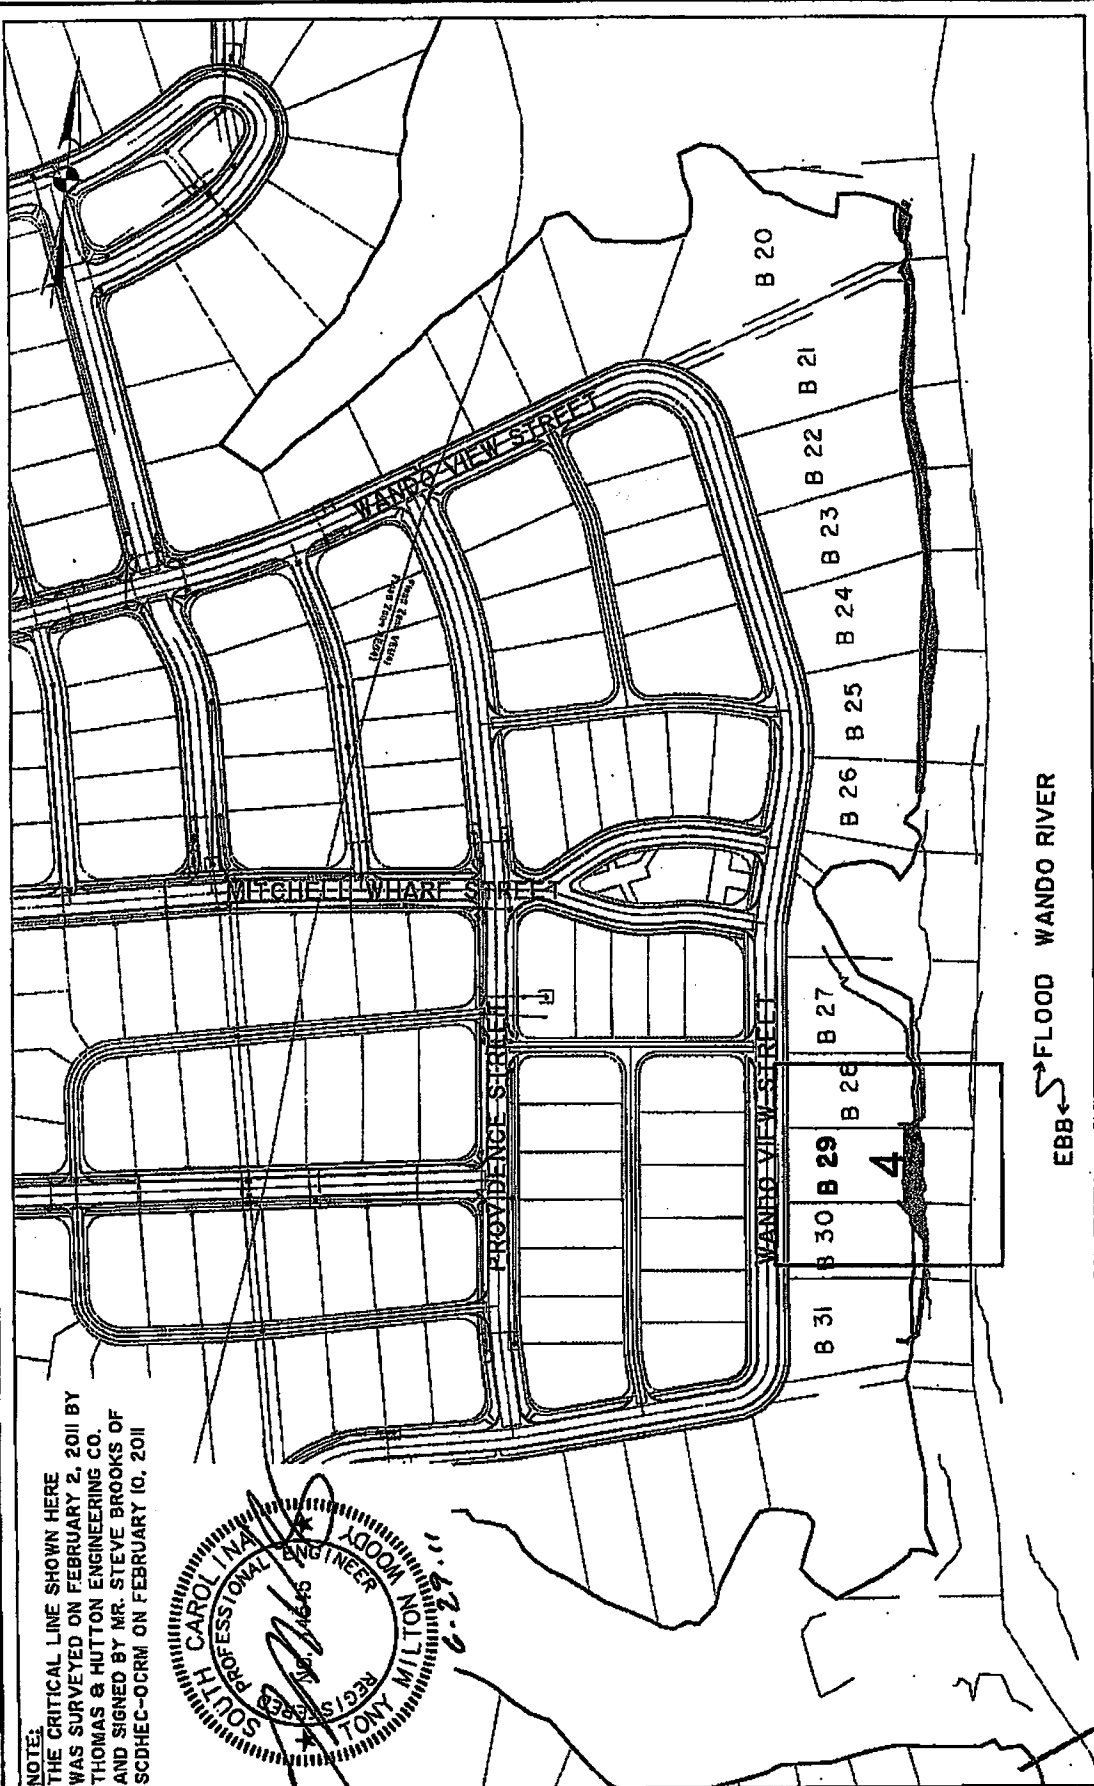 NOTE:
THE CRITICAL LINE SHOWN HERE
WAS SURVEYED ON FEBRUARY 2, 2011 BY
THOMAS & HUTTON ENGINEERING CO.
AND SIGNED BY MR. STEVE BROOKS OF
SCDHEC-OCRM ON FEBRUARY 10, 2011
SOUTH CAROLINA
PROFESSIONAL ENGINEER
REGISTERED
TONY MILTON WOODY
6-29-11
WANDO VIEW STREET
MITCHELL WHARF STREET
PROVIDENCE STREET
WANDO VIEW STREET
B 20
B 21
B 22
B 23
B 24
B 25
B 26
B 27
B 28
B 29
B 30
B 31
4
EBB FLOOD WANDO RIVER